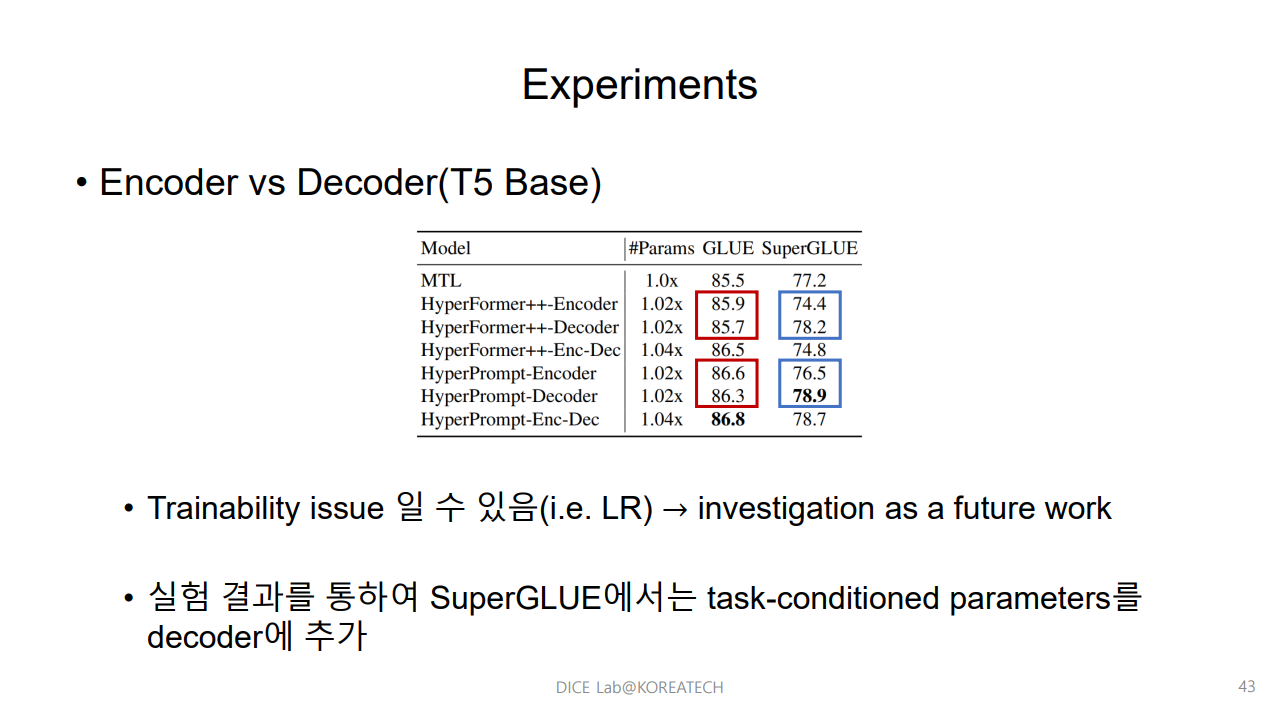 Experiments
• Encoder vs Decoder(T5 Base)
Model #Params GLUE SuperGLUE
MTL 1.0x 85.5 77.2
HyperFormer++-Encoder 1.02x 85.9 74.4
HyperFormer++-Decoder 1.02x 85.7 78.2
HyperFormer++-Enc-Dec 1.04x 86.5 74.8
HyperPrompt-Encoder 1.02x 86.6 76.5
HyperPrompt-Decoder 1.02x 86.3 78.9
HyperPrompt-Enc-Dec 1.04x 86.8 78.7
• Trainability issue 일 수 있음(i.e. LR) → investigation as a future work
• 실험 결과를 통하여 SuperGLUE에서는 task-conditioned parameters를
decoder에 추가
DICE Lab@KOREATECH
43